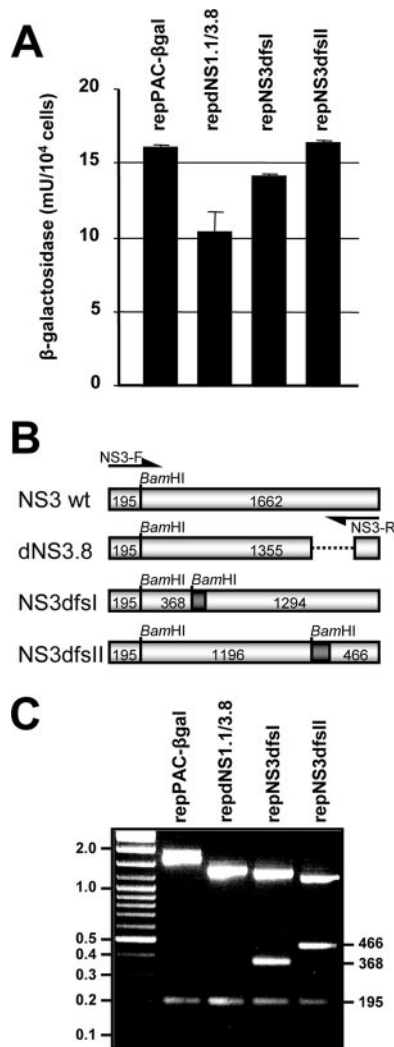 A
repPAC-βgal
repdNS1.1/3.8
repNS3dfsI
repNS3dfsII
β-galactosidase (mU/10⁴ cells)
20
15
10
5
0
B
NS3-F
BamHI
NS3 wt
195
1662
NS3-R
BamHI
dNS3.8
195
1355
BamHI
BamHI
NS3dfsI
195
368
1294
BamHI
BamHI
NS3dfsII
195
1196
466
C
repPAC-βgal
repdNS1.1/3.8
repNS3dfsI
repNS3dfsII
2.0
1.0
0.5
0.4
0.3
0.2
0.1
466
368
195